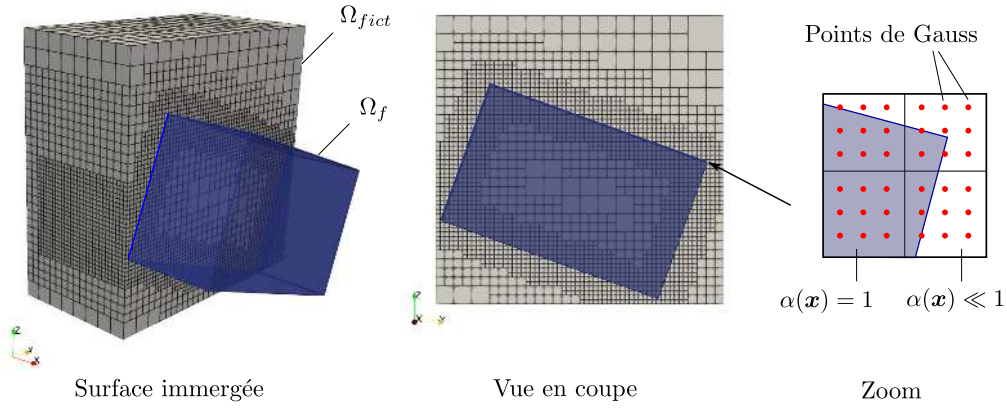 Ω_fict
Ω_f
Points de Gauss
α(x) = 1
α(x) ≪ 1
Z
Y
X
Z
X
Y
Surface immergée
Vue en coupe
Zoom